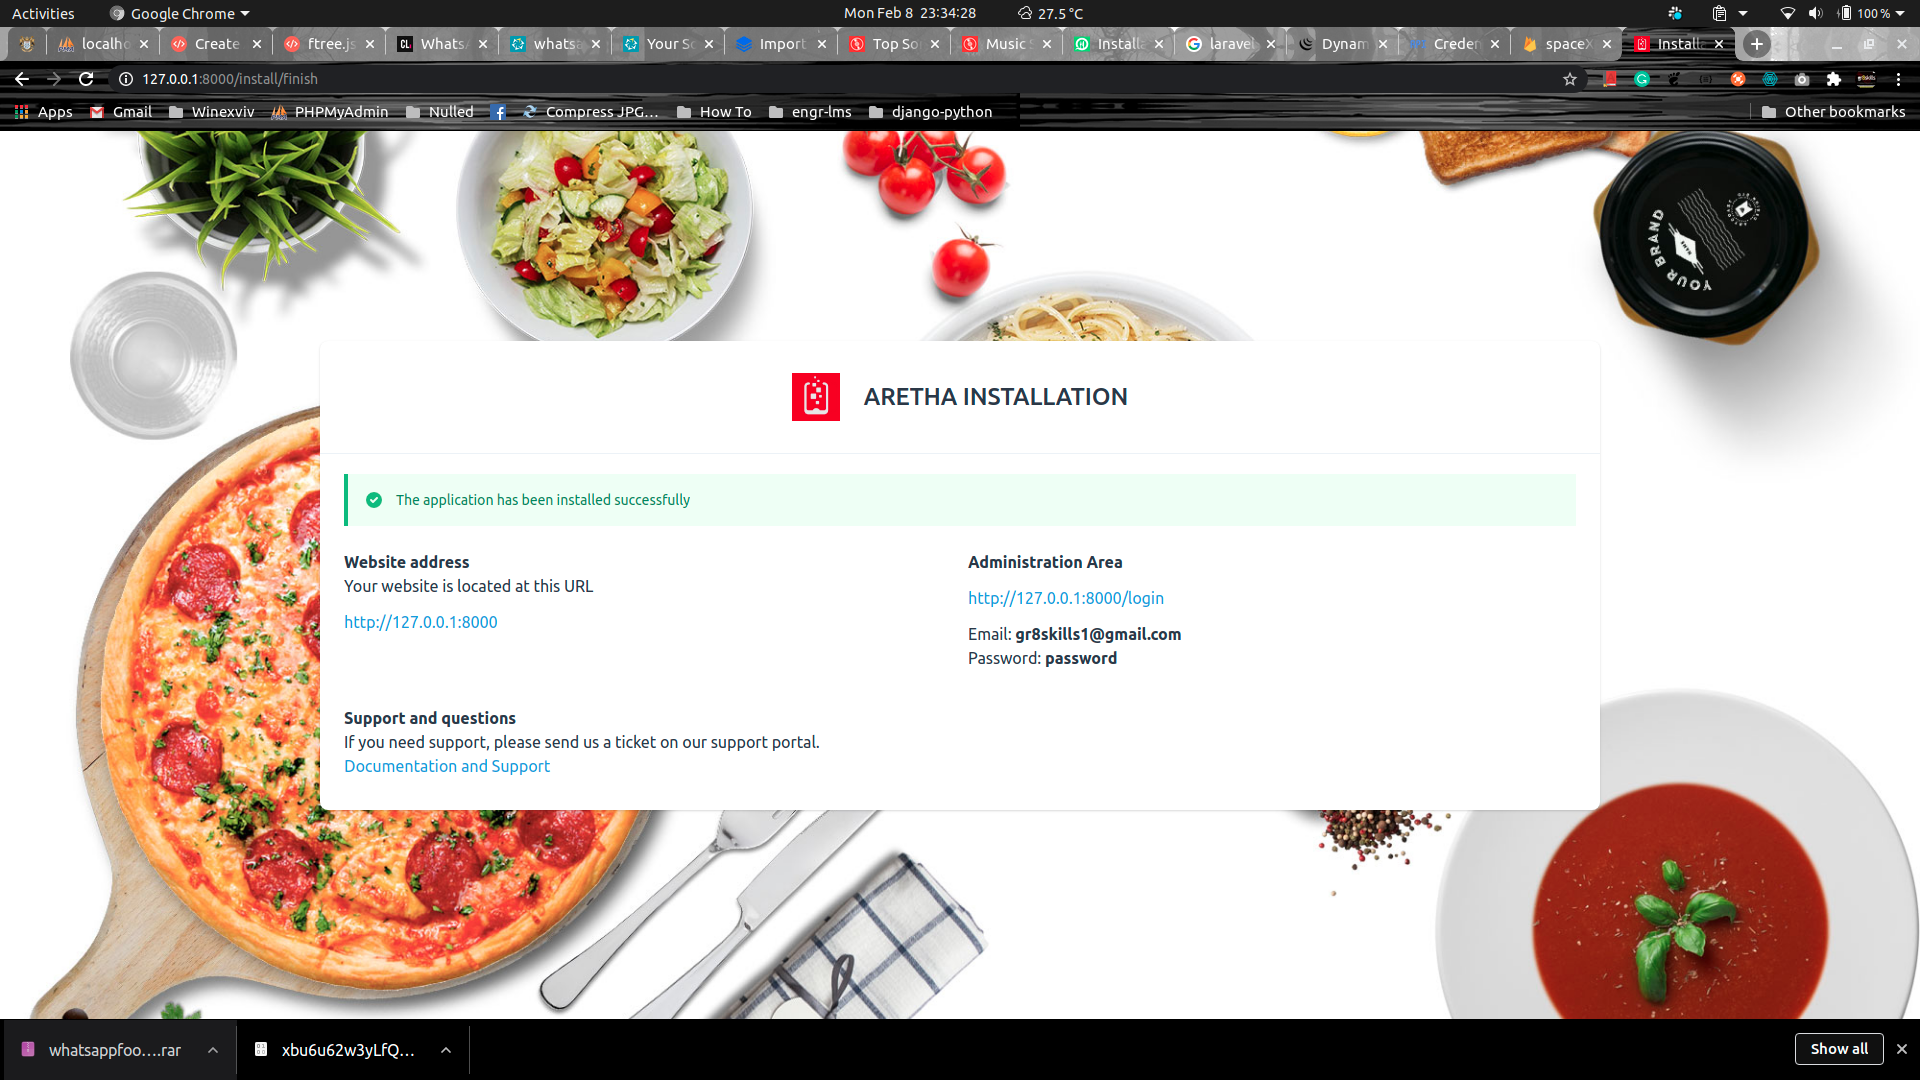 Activities
Google Chrome
Mon Feb 8 23:34:28
27.5 °C
100 %
localho
Create
ftree.js
WhatsA
whatsa
Your Sc
Import
Top So
Music S
Installa
laravel
Dynam
Creden
spaceX
Install
127.0.0.1:8000/install/finish
Apps
Gmail
Winexviv
PHPMyAdmin
Nulled
Compress JPG...
How To
engr-lms
django-python
Other bookmarks
YOUR BRAND
ARETHA INSTALLATION
The application has been installed successfully
Website address
Your website is located at this URL
http://127.0.0.1:8000
Administration Area
http://127.0.0.1:8000/login
Email: gr8skills1@gmail.com
Password: password
Support and questions
If you need support, please send us a ticket on our support portal.
Documentation and Support
whatsappfoo....rar
xbu6u62w3yLfQ...
Show all